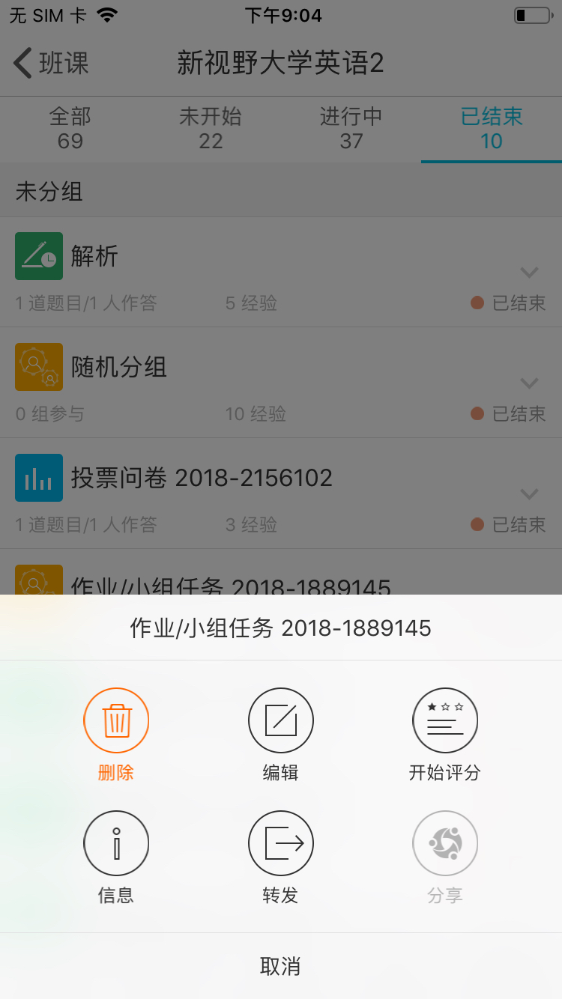 无 SIM 卡 下午9:04
班课 新视野大学英语2
全部 未开始 进行中 已结束
69 22 37 10
未分组
解析
1 道题目/1 人作答 5 经验 已结束
随机分组
0 组参与 10 经验 已结束
投票问卷 2018-2156102
1 道题目/1 人作答 3 经验 已结束
作业/小组任务 2018-1889145
作业/小组任务 2018-1889145
删除 编辑 开始评分
信息 转发 分享
取消